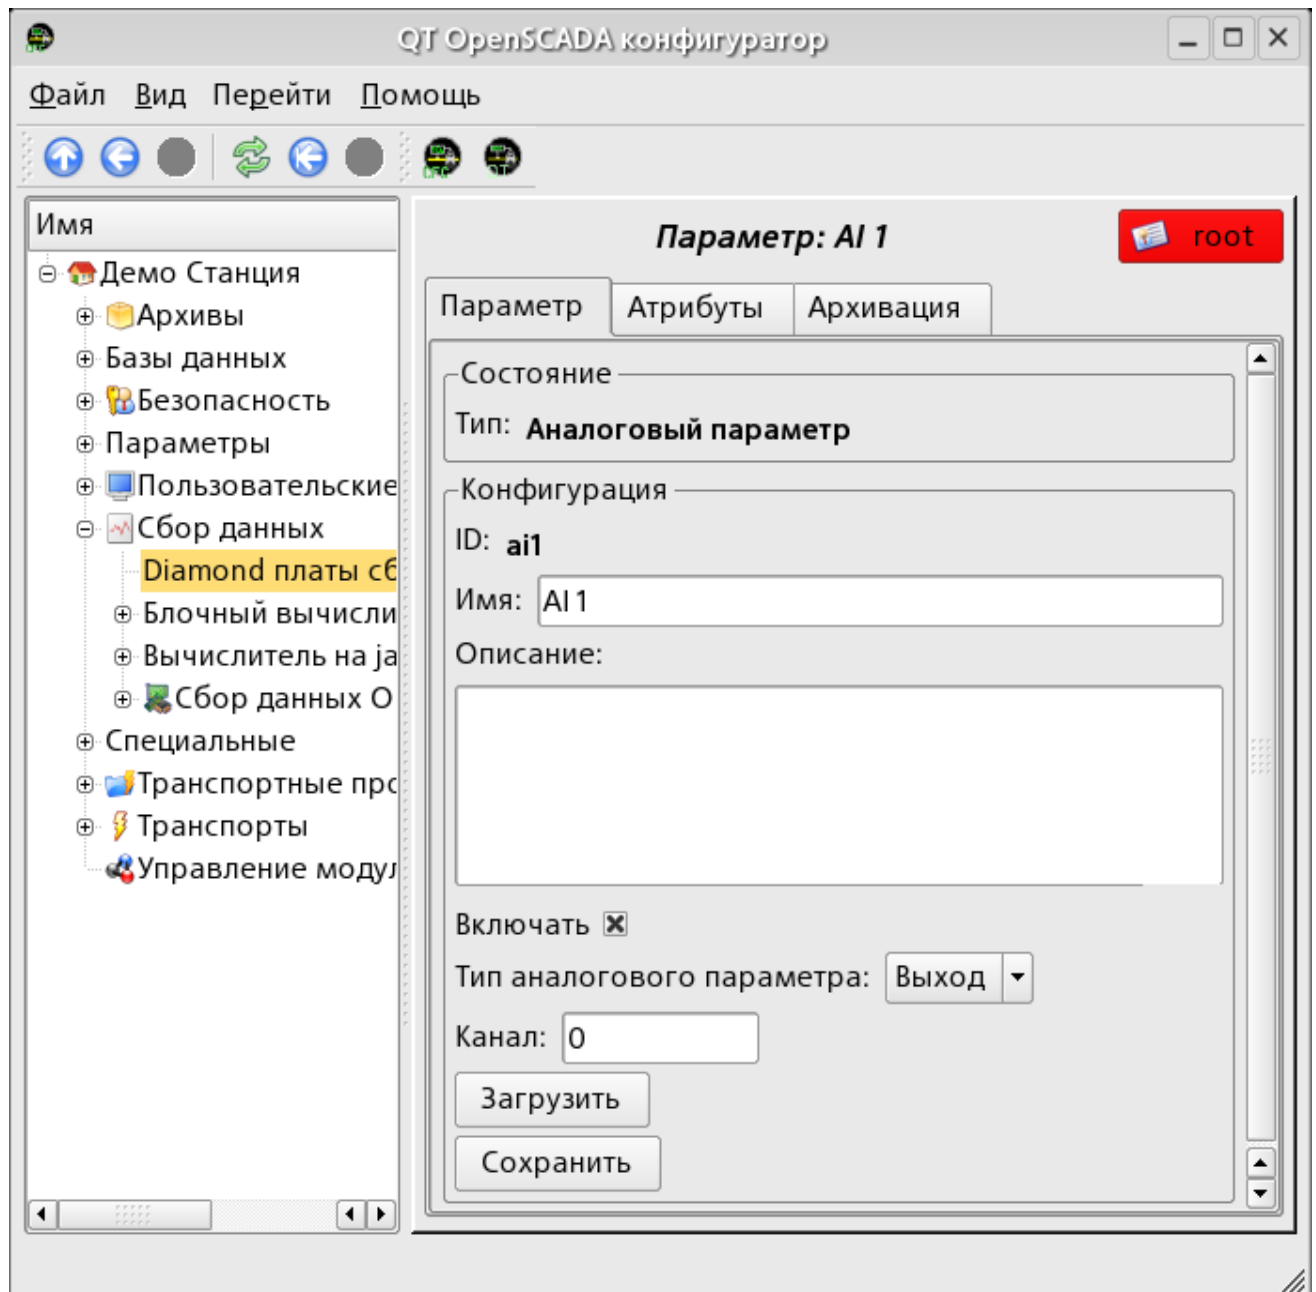 QT OpenSCADA конфигуратор
Файл Вид Перейти Помощь
Имя
Демо Станция
Архивы
Базы данных
Безопасность
Параметры
Пользовательские
Сбор данных
Diamond платы сб
Блочный вычисли
Вычислитель на ja
Сбор данных О
Специальные
Транспортные прс
Транспорты
Управление модул
Параметр: AI 1
root
Параметр Атрибуты Архивация
Состояние
Тип: Аналоговый параметр
Конфигурация
ID: ai1
Имя: AI 1
Описание:
Включать
Тип аналогового параметра: Выход
Канал: 0
Загрузить
Сохранить